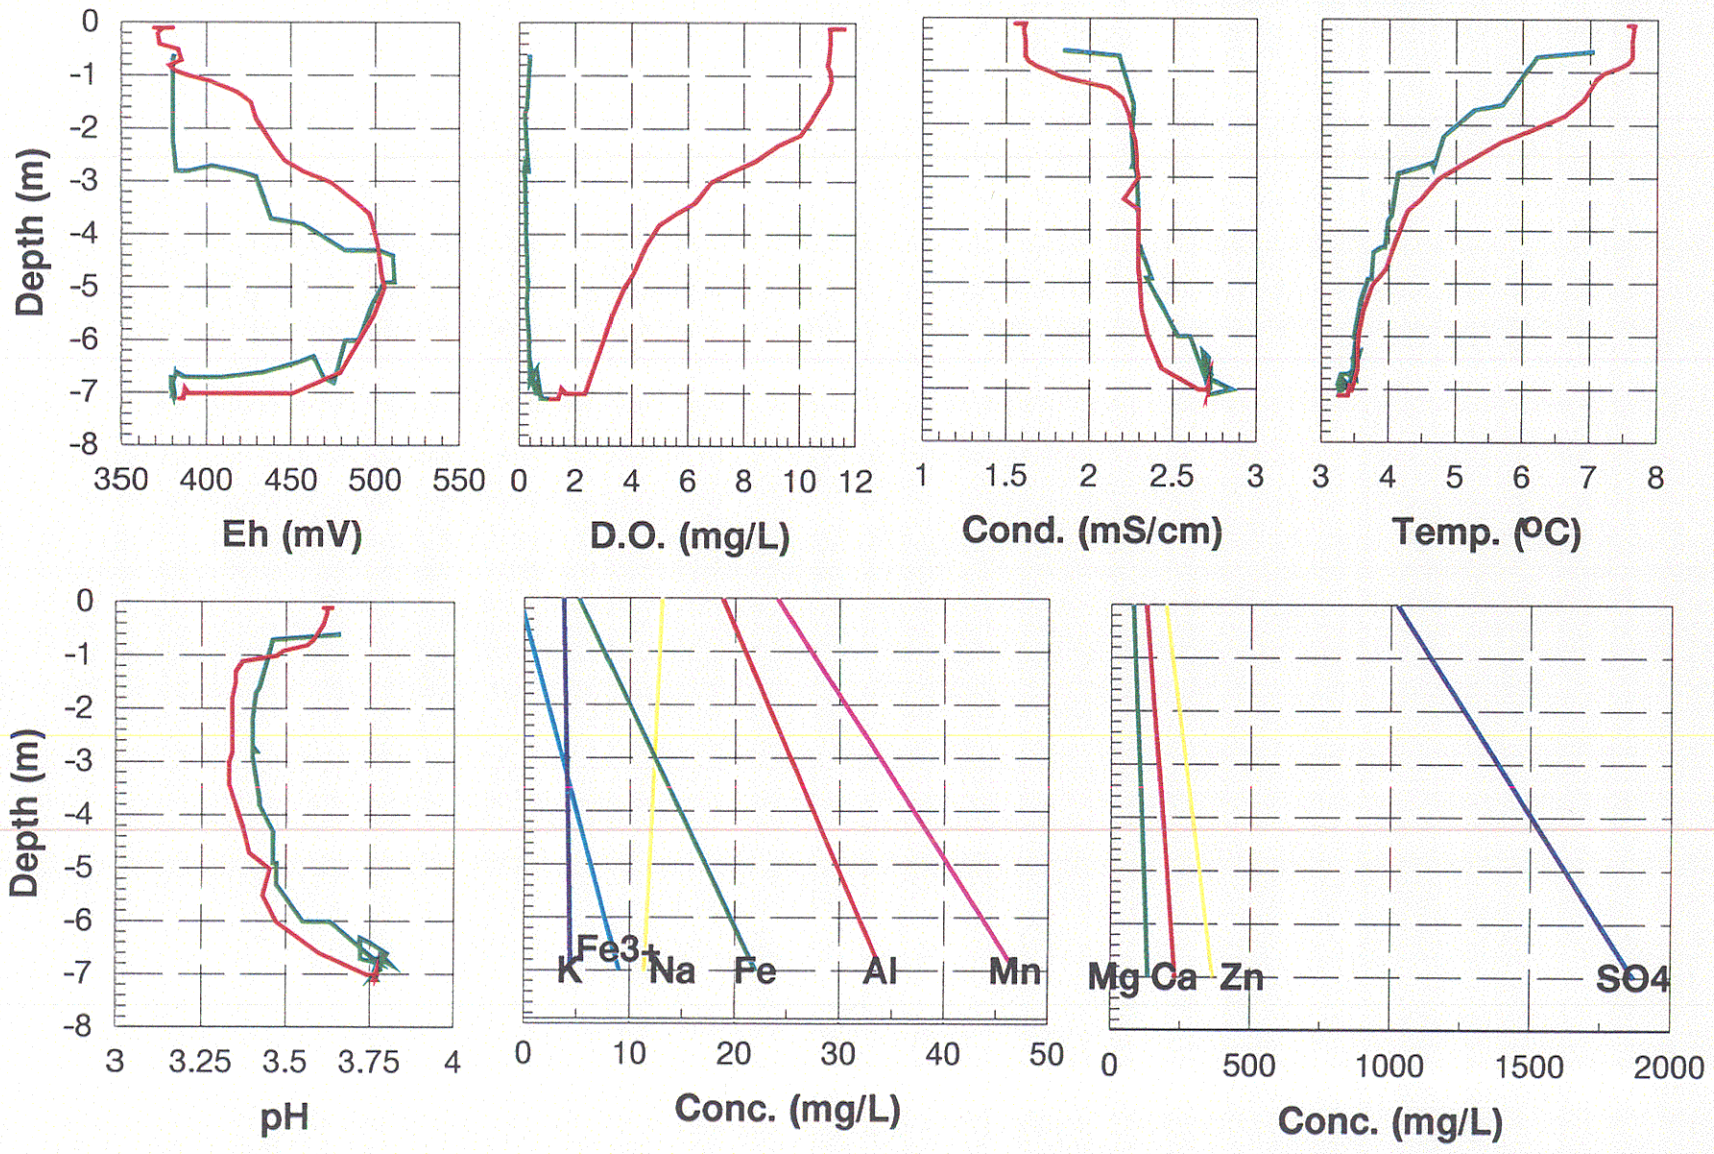 0
-1
-2
-3
-4
-5
-6
-7
-8
Depth (m)
350 400 450 500 550
Eh (mV)
0 2 4 6 8 10 12
D.O. (mg/L)
1 1.5 2 2.5 3
Cond. (mS/cm)
3 4 5 6 7 8
Temp. (ºC)
0
-1
-2
-3
-4
-5
-6
-7
-8
Depth (m)
3 3.25 3.5 3.75 4
pH
K Fe3+ Na Fe Al Mn
0 10 20 30 40 50
Conc. (mg/L)
Mg Ca Zn SO4
0 500 1000 1500 2000
Conc. (mg/L)